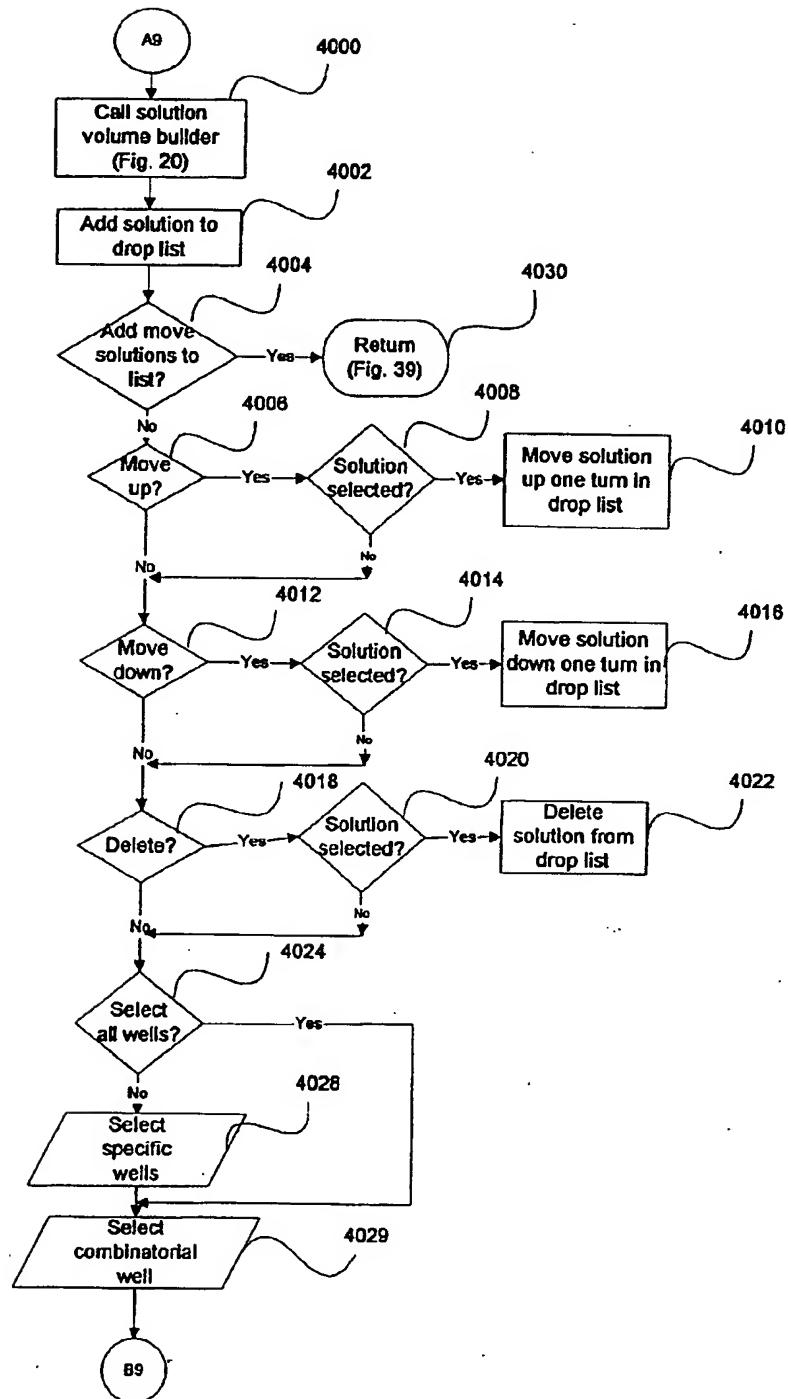 A9
4000
Call solution
volume builder
(Fig. 20)
4002
Add solution to
drop list
4004
Add move
solutions to
list?
Yes
4030
Return
(Fig. 39)
No
4006
Move
up?
Yes
4008
Solution
selected?
Yes
4010
Move solution
up one turn in
drop list
No
No
4012
Move
down?
Yes
4014
Solution
selected?
Yes
4016
Move solution
down one turn in
drop list
No
No
4018
Delete?
Yes
4020
Solution
selected?
Yes
4022
Delete
solution from
drop list
No
No
4024
Select
all wells?
Yes
No
4028
Select
specific
wells
Select
combinatorial
well
4029
B9